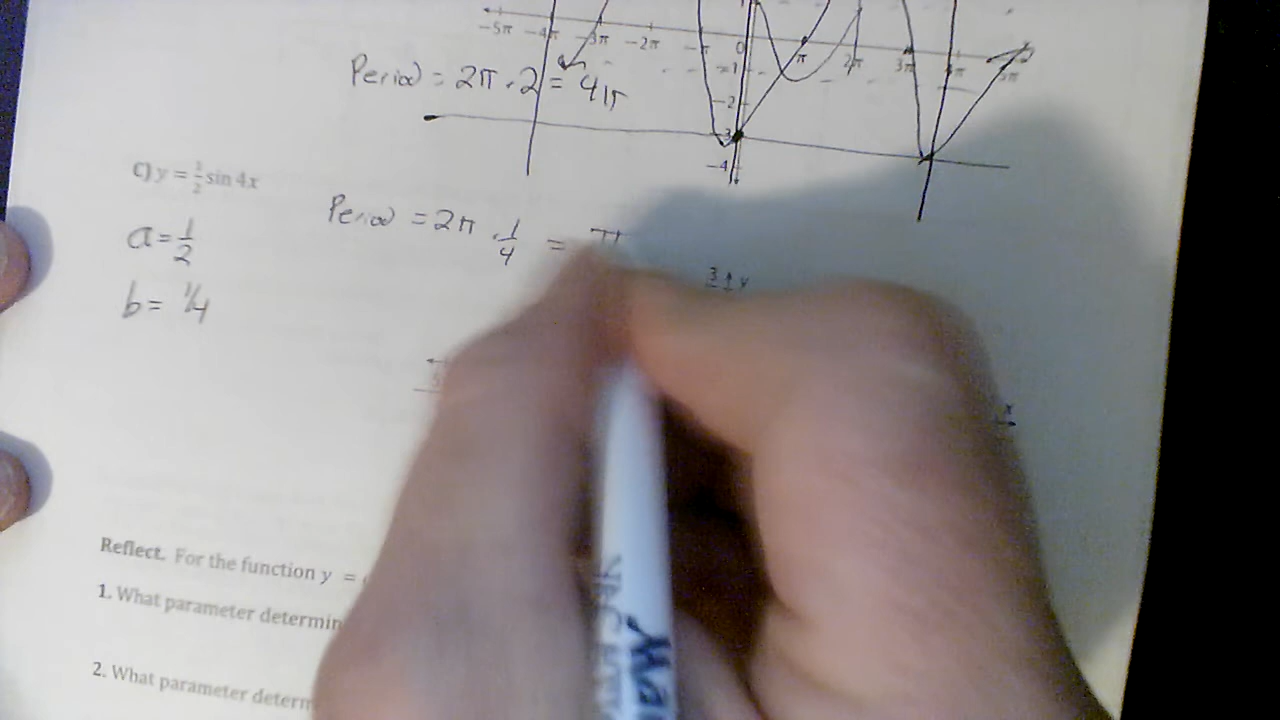 -5π -4π -3π -2π -π 0 π 2π 3π 4π 5π
-1
-2
-3
-4
Period = 2π · 2 = 4π
C) y = 1/2 sin 4x
Period = 2π · 1/4 = π
a = 1/2
b = 1/4
3 y
x
Reflect. For the function y =
1. What parameter determin
2. What parameter determ